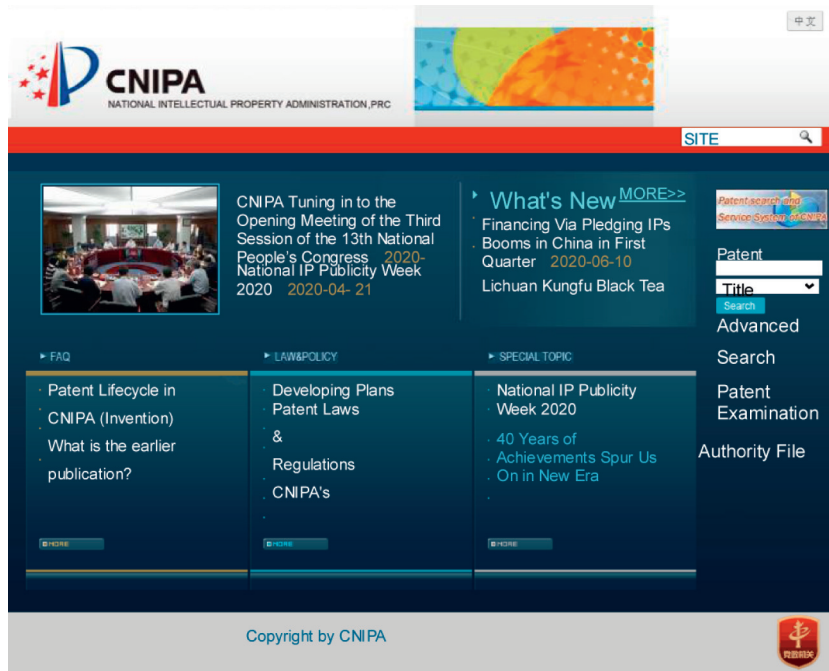 中文
CNIPA
NATIONAL INTELLECTUAL PROPERTY ADMINISTRATION,PRC
SITE
CNIPA Tuning in to the
Opening Meeting of the Third
Session of the 13th National
People's Congress 2020-
National IP Publicity Week
2020 2020-04- 21
What's New MORE>>
Financing Via Pledging IPs
Booms in China in First
Quarter 2020-06-10
Lichuan Kungfu Black Tea
Patent search and
Service System of CNIPA
Patent
Title
Search
Advanced
Search
Patent
Examination
Authority File
FAQ
Patent Lifecycle in
CNIPA (Invention)
What is the earlier
publication?
MORE
LAW&POLICY
Developing Plans
Patent Laws
&
Regulations
CNIPA's
MORE
SPECIAL TOPIC
National IP Publicity
Week 2020
40 Years of
Achievements Spur Us
On in New Era
MORE
Copyright by CNIPA
党政机关